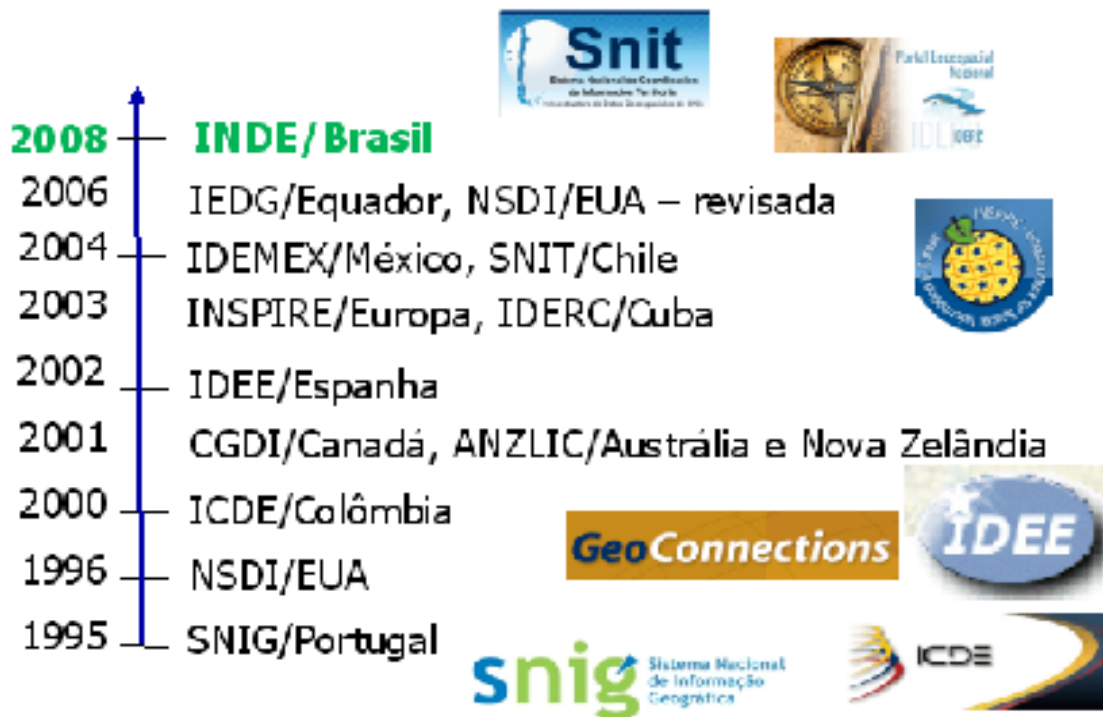 Snit
2008 INDE/Brasil
2006 IEDG/Equador, NSDI/EUA – revisada
2004 IDEMEX/México, SNIT/Chile
2003 INSPIRE/Europa, IDERC/Cuba
2002 IDEE/Espanha
2001 CGDI/Canadá, ANZLIC/Austrália e Nova Zelândia
2000 ICDE/Colômbia
GeoConnections
IDEE
1996 NSDI/EUA
1995 SNIG/Portugal
ICDE
snig
Sistema Nacional
de Informação
Geográfica